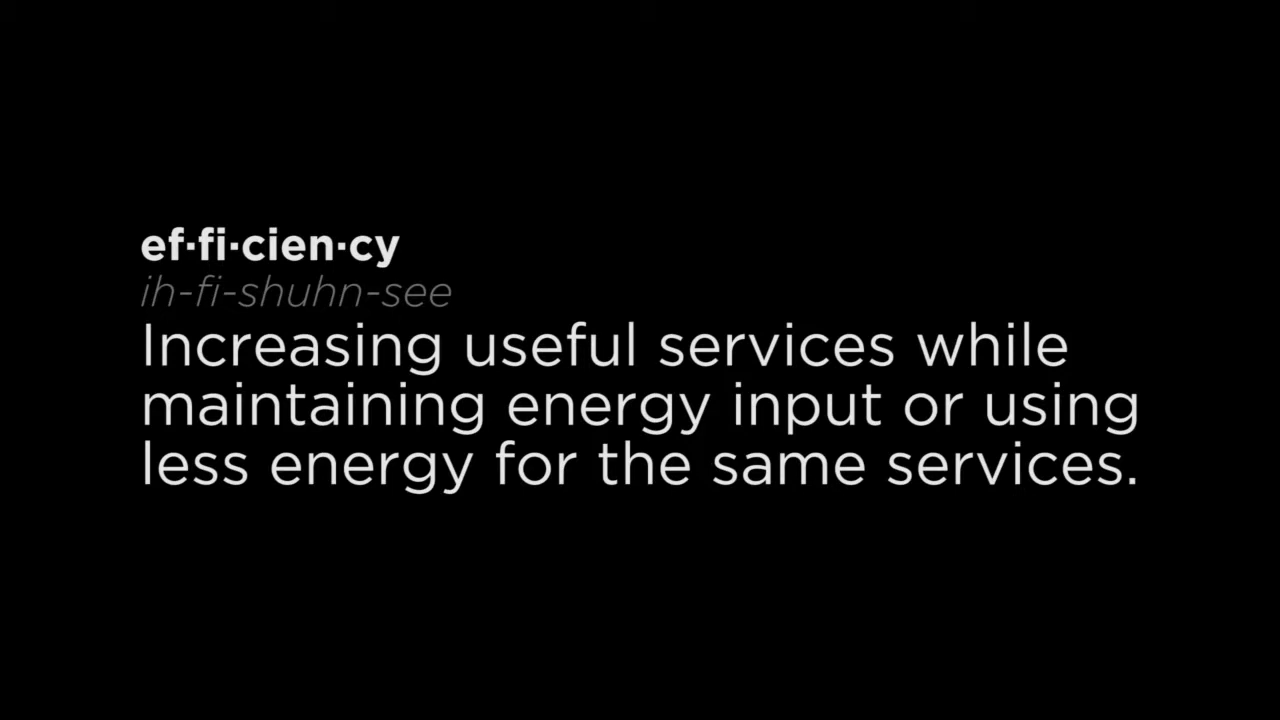 ef·fi·cien·cy
ih-fi-shuhn-see
Increasing useful services while
maintaining energy input or using
less energy for the same services.